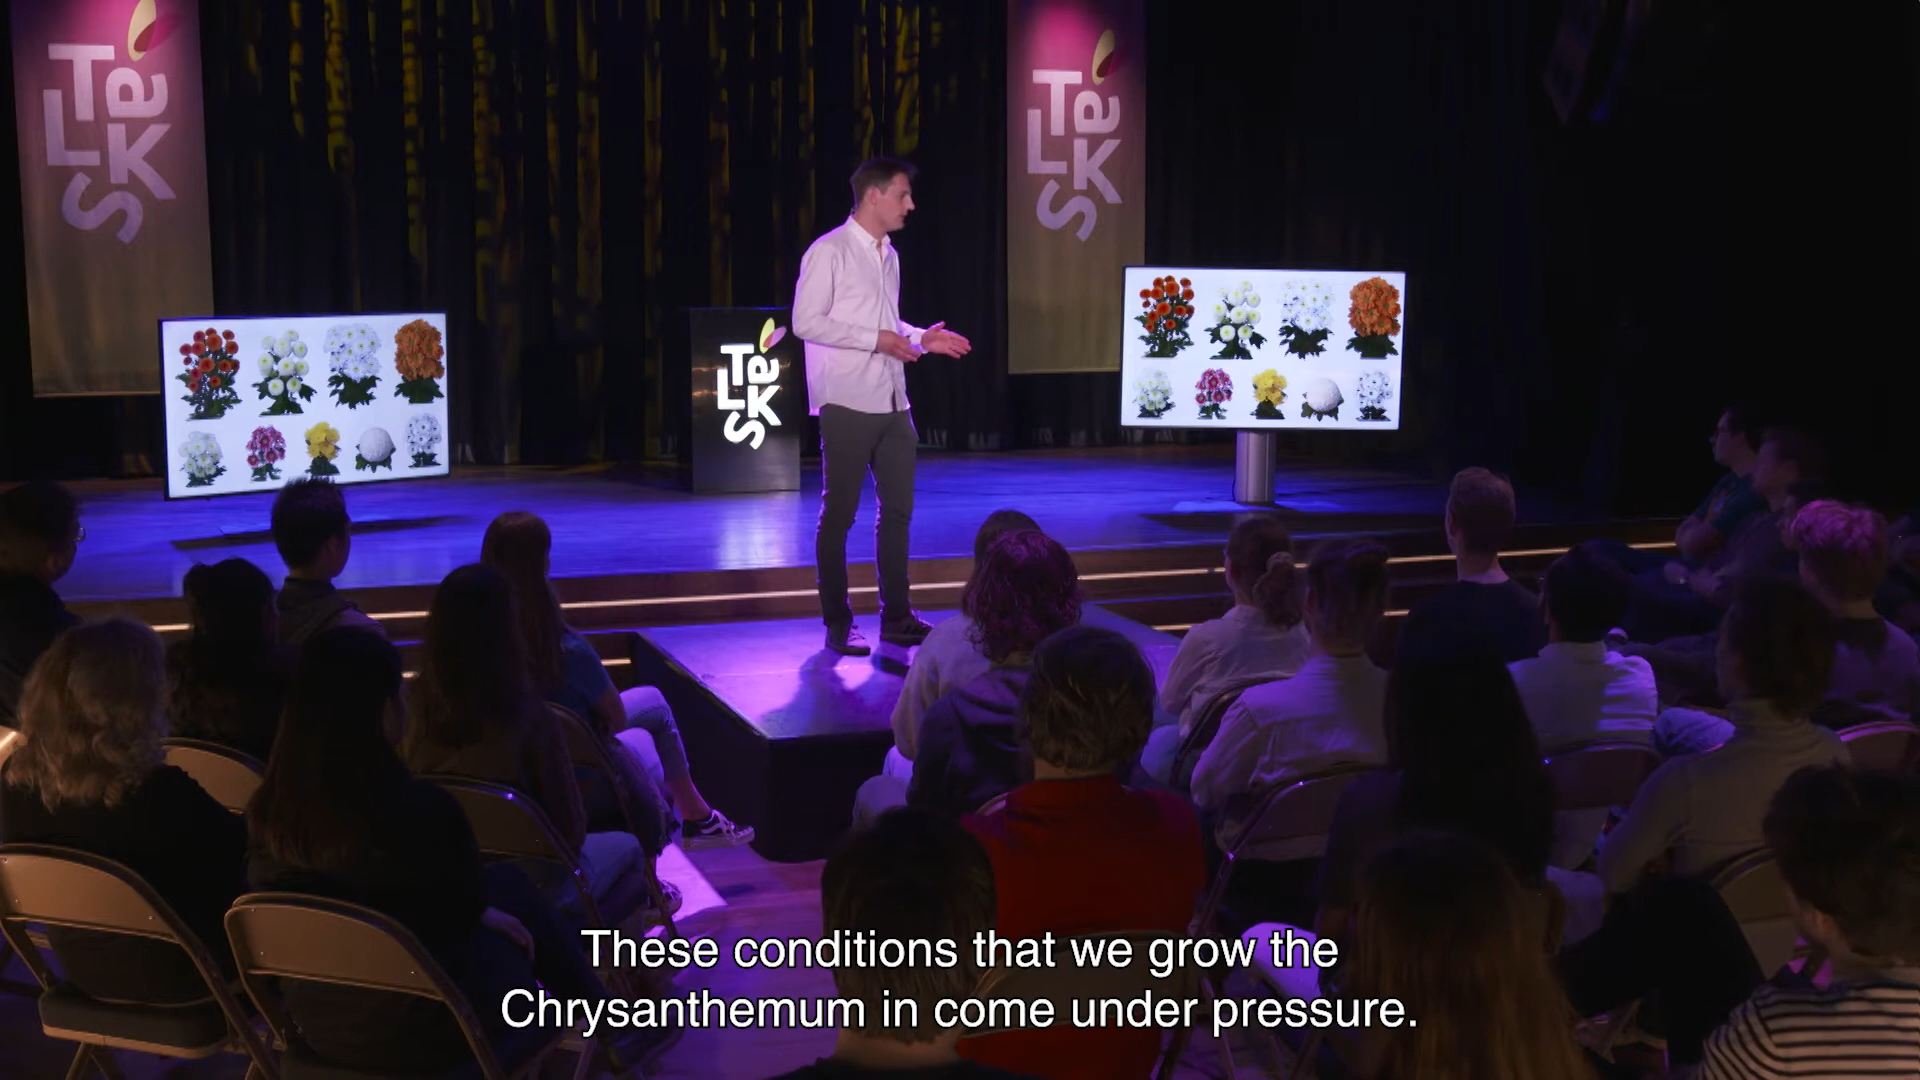 TaLKS
TaLKS
TaLKS
These conditions that we grow the
Chrysanthemum in come under pressure.